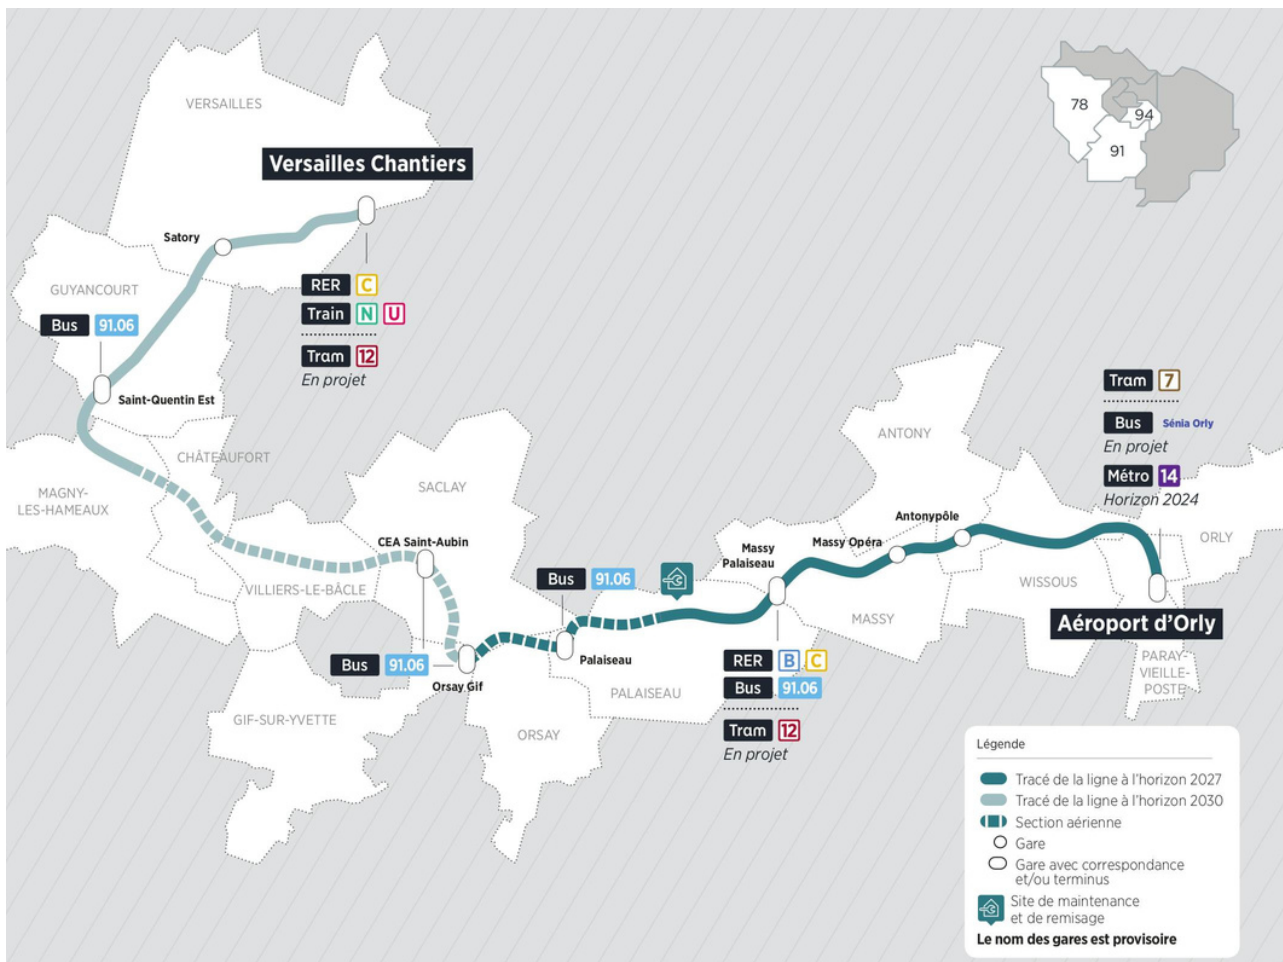 VERSAILLES
Versailles Chantiers
Satory
RER C
Train N U
Tram 12
En projet
GUYANCOURT
Bus 91.06
Saint-Quentin Est
CHÂTEAUFORT
MAGNY-
LES-HAMEAUX
VILLIERS-LE-BÂCLE
SACLAY
CEA Saint-Aubin
Bus 91.06
Orsay Gif
GIF-SUR-YVETTE
ORSAY
Bus 91.06
Palaiseau
PALAISEAU
Massy
Palaiseau
RER B C
Bus 91.06
Tram 12
En projet
Massy Opéra
MASSY
ANTONY
Antonypôle
WISSOUS
Tram 7
Bus Sénia Orly
En projet
Métro 14
Horizon 2024
ORLY
Aéroport d'Orly
PARAY-
VIEILLE-
POSTE
78
94
91
Légende
Tracé de la ligne à l'horizon 2027
Tracé de la ligne à l'horizon 2030
Section aérienne
Gare
Gare avec correspondance
et/ou terminus
Site de maintenance
et de remisage
Le nom des gares est provisoire